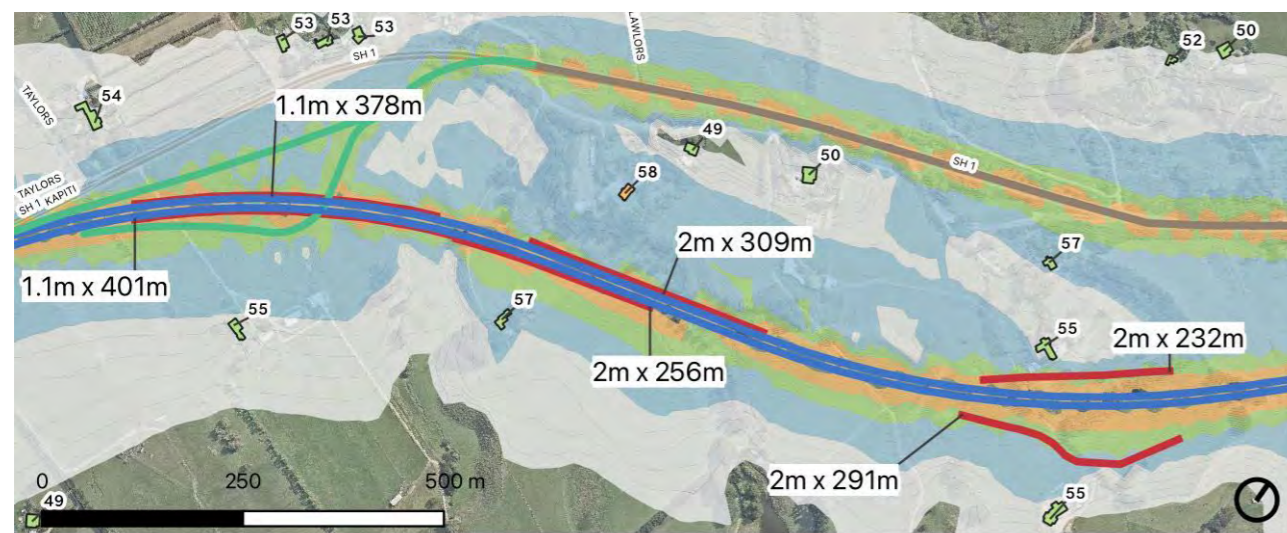 53
53
53
50
52
54
SH 1
LAWLORS
TAYLORS
1.1m x 378m
49
50
58
SH 1
TAYLORS
SH 1 KAPITI
2m x 309m
57
1.1m x 401m
55
57
55
2m x 232m
2m x 256m
2m x 291m
0
250
500 m
49
55